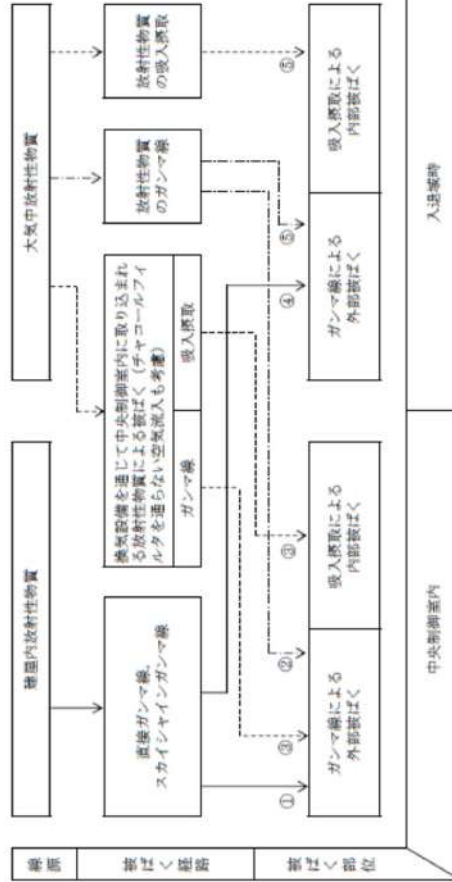 線源
建屋内放射性物質
大気中放射性物質
被ばく経路
直接ガンマ線,
スカイシャインガンマ線
換気設備を通じて中央制御室内に取り込まれ
る放射性物質による被ばく(チャコールフィ
ルタを通らない空気流入も考慮)
ガンマ線
吸入摂取
放射性物質
のガンマ線
放射性物質
の吸入摂取
①
③
②
③
④
⑤
⑤
被ばく部位
ガンマ線による
外部被ばく
吸入摂取による
内部被ばく
ガンマ線による
外部被ばく
吸入摂取による
内部被ばく
中央制御室内
入退域時